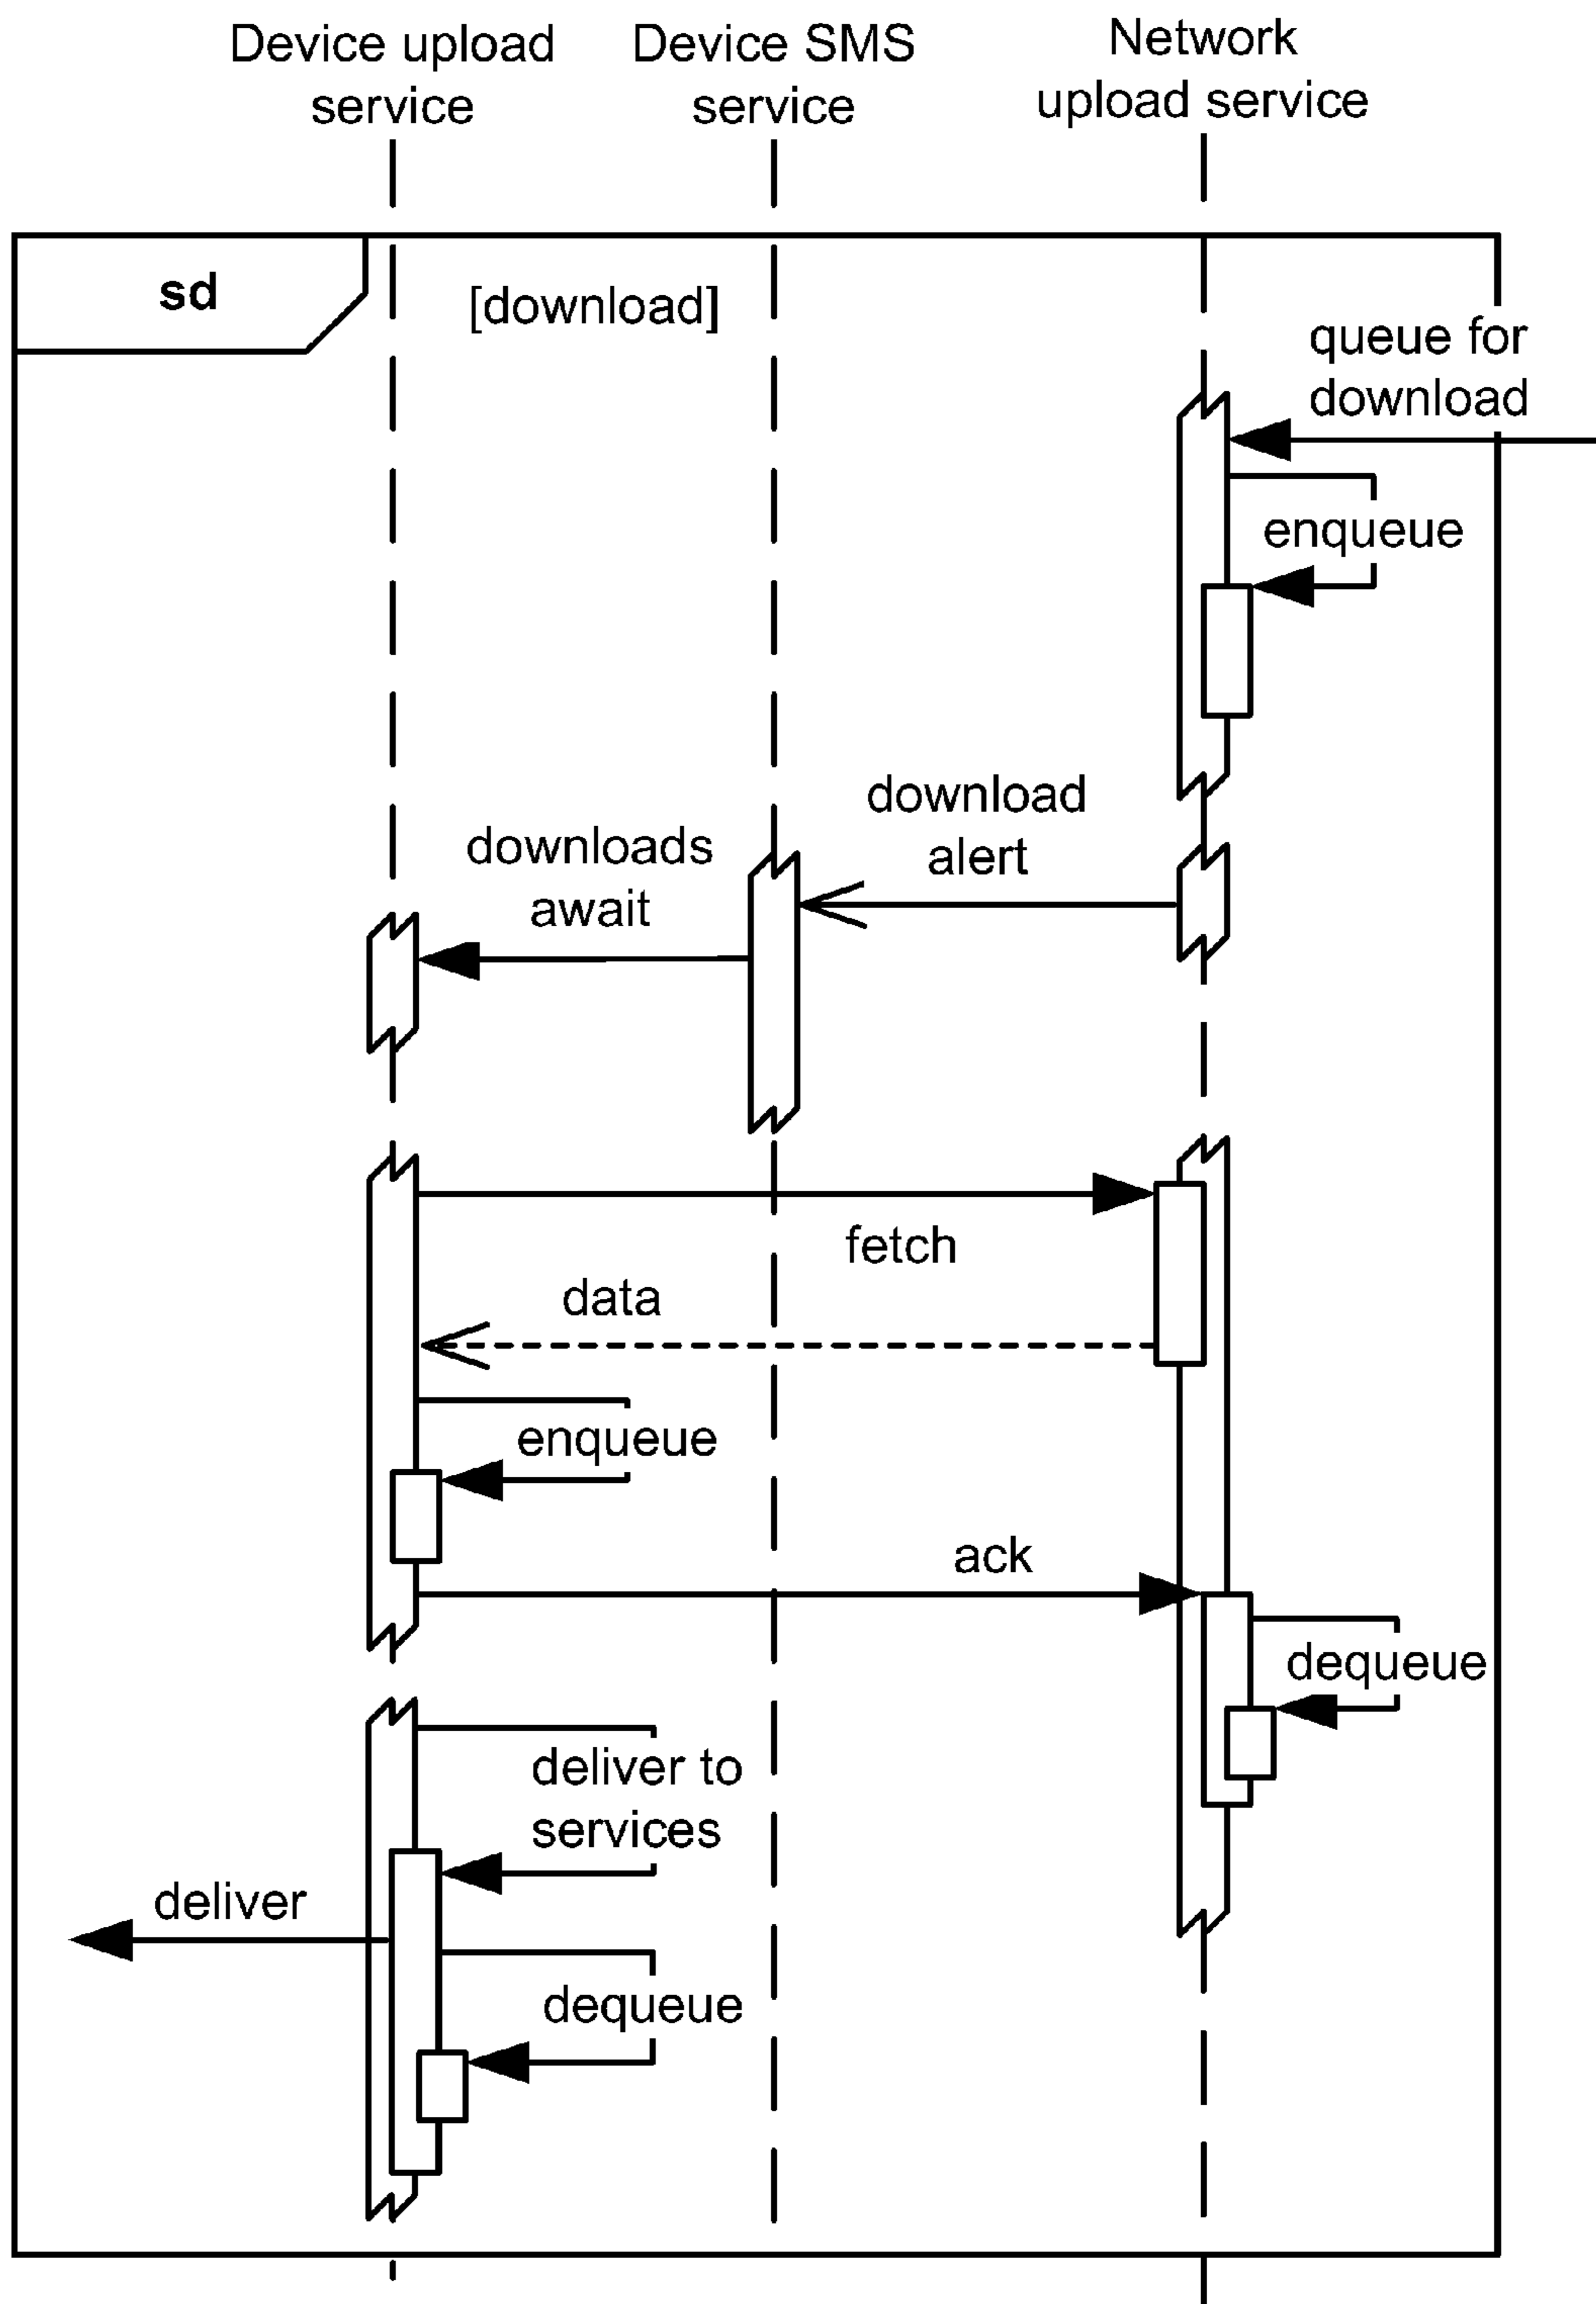 Device upload
service
Device SMS
service
Network
upload service
sd
[download]
queue for
download
enqueue
download
alert
downloads
await
fetch
data
enqueue
ack
dequeue
deliver to
services
deliver
dequeue